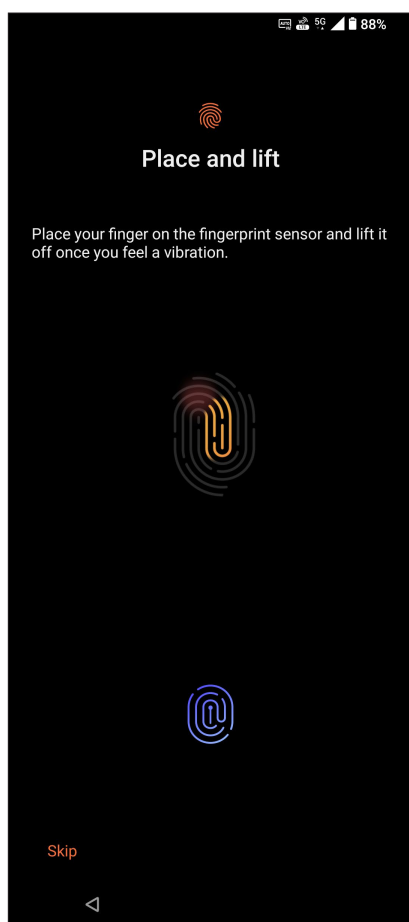 5G
88%
Place and lift
Place your finger on the fingerprint sensor and lift it
off once you feel a vibration.
Skip